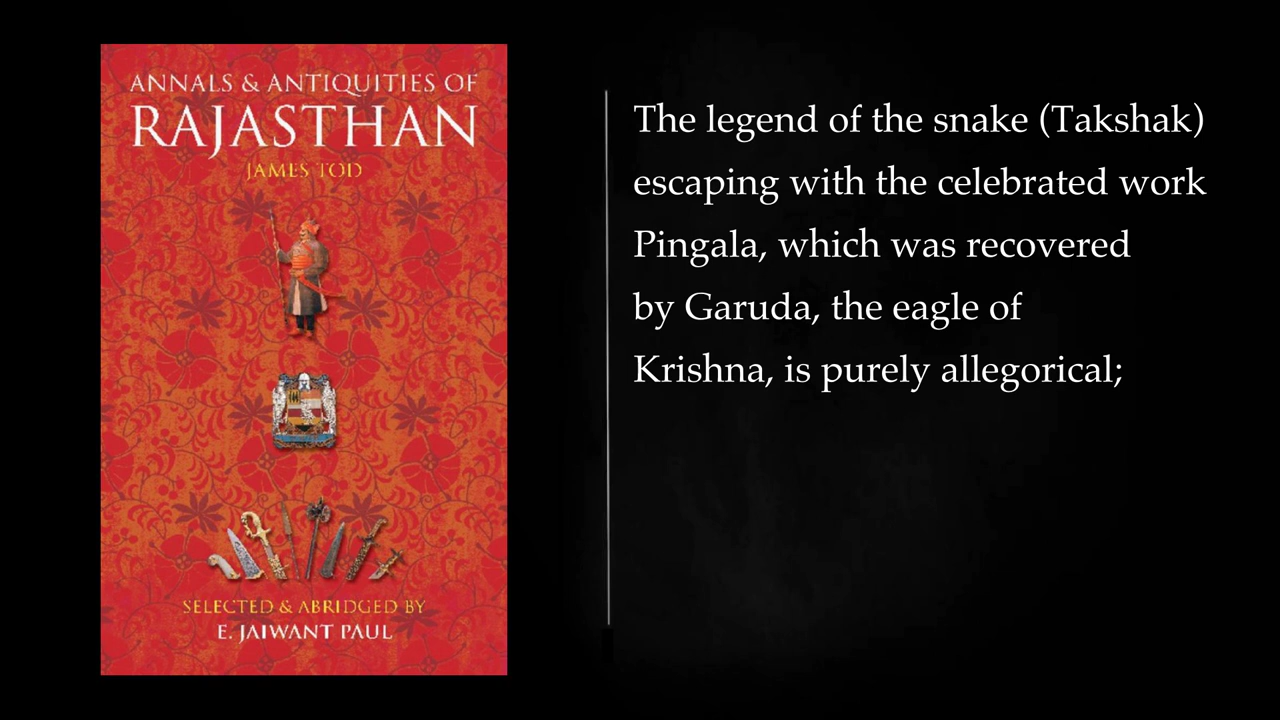 ANNALS & ANTIQUITIES OF
RAJASTHAN
JAMES TOD
SELECTED & ABRIDGED BY
E. JAIWANT PAUL
The legend of the snake (Takshak)
escaping with the celebrated work
Pingala, which was recovered
by Garuda, the eagle of
Krishna, is purely allegorical;